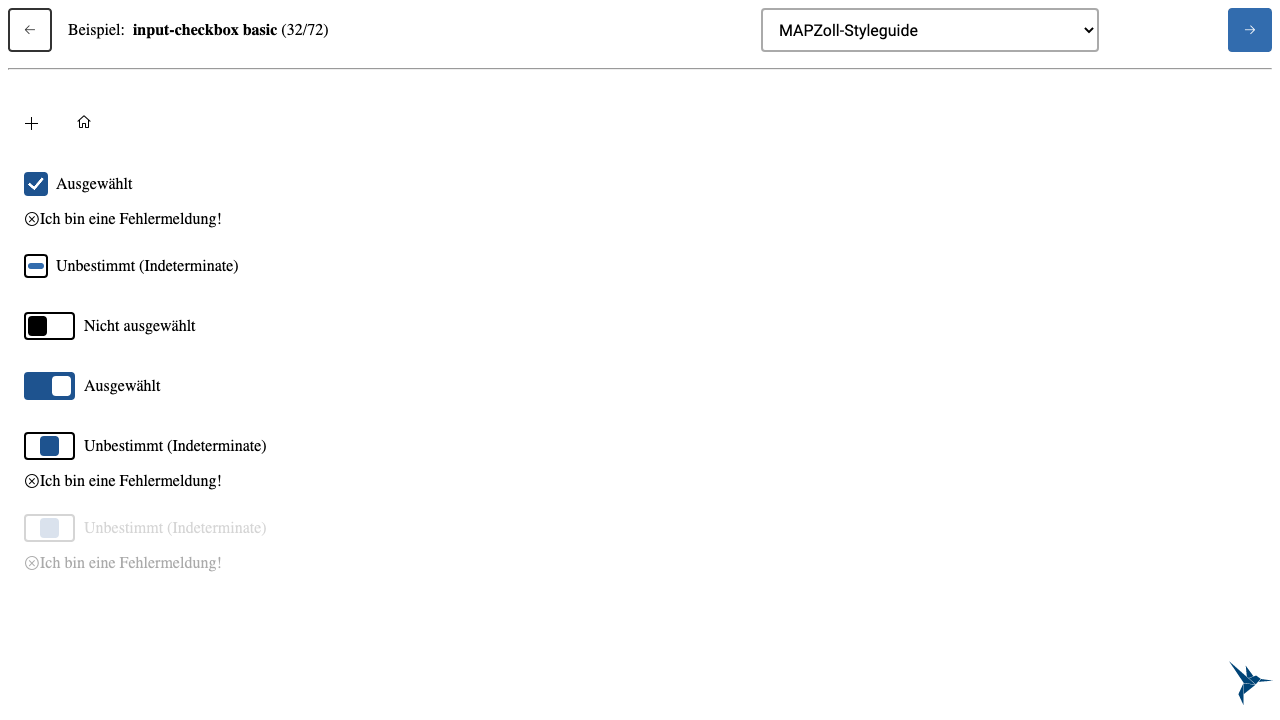 Beispiel: input-checkbox basic (32/72)
MAPZoll-Styleguide
Ausgewählt
Ich bin eine Fehlermeldung!
Unbestimmt (Indeterminate)
Nicht ausgewählt
Ausgewählt
Unbestimmt (Indeterminate)
Ich bin eine Fehlermeldung!
Unbestimmt (Indeterminate)
Ich bin eine Fehlermeldung!